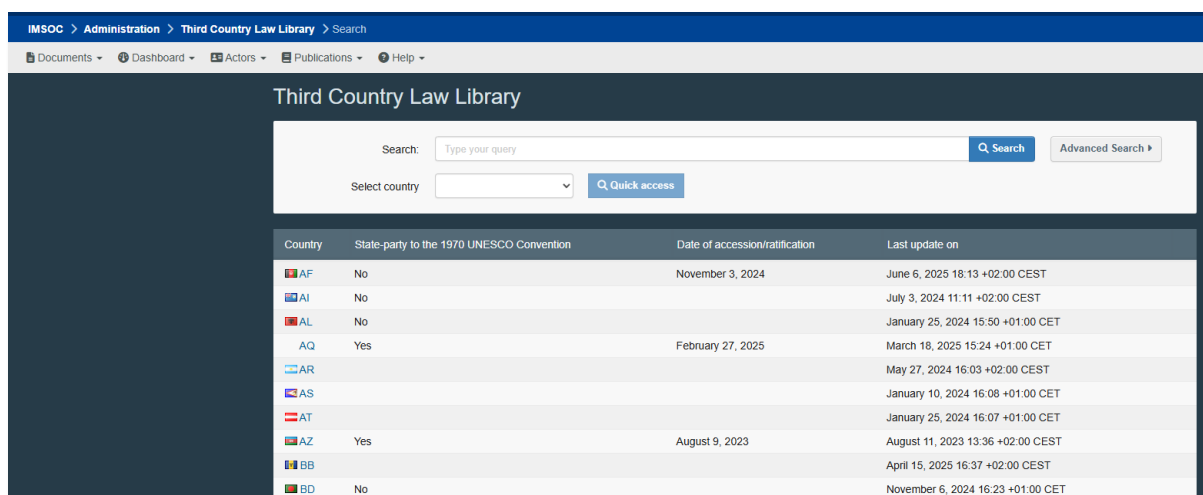 IMSOC > Administration > Third Country Law Library > Search
Documents Dashboard Actors Publications Help
Third Country Law Library
Search: Type your query Search Advanced Search
Select country Quick access
Country State-party to the 1970 UNESCO Convention Date of accession/ratification Last update on
AF No November 3, 2024 June 6, 2025 18:13 +02:00 CEST
AI No July 3, 2024 11:11 +02:00 CEST
AL No January 25, 2024 15:50 +01:00 CET
AQ Yes February 27, 2025 March 18, 2025 15:24 +01:00 CET
AR May 27, 2024 16:03 +02:00 CEST
AS January 10, 2024 16:08 +01:00 CET
AT January 25, 2024 16:07 +01:00 CET
AZ Yes August 9, 2023 August 11, 2023 13:36 +02:00 CEST
BB April 15, 2025 16:37 +02:00 CEST
BD No November 6, 2024 16:23 +01:00 CET